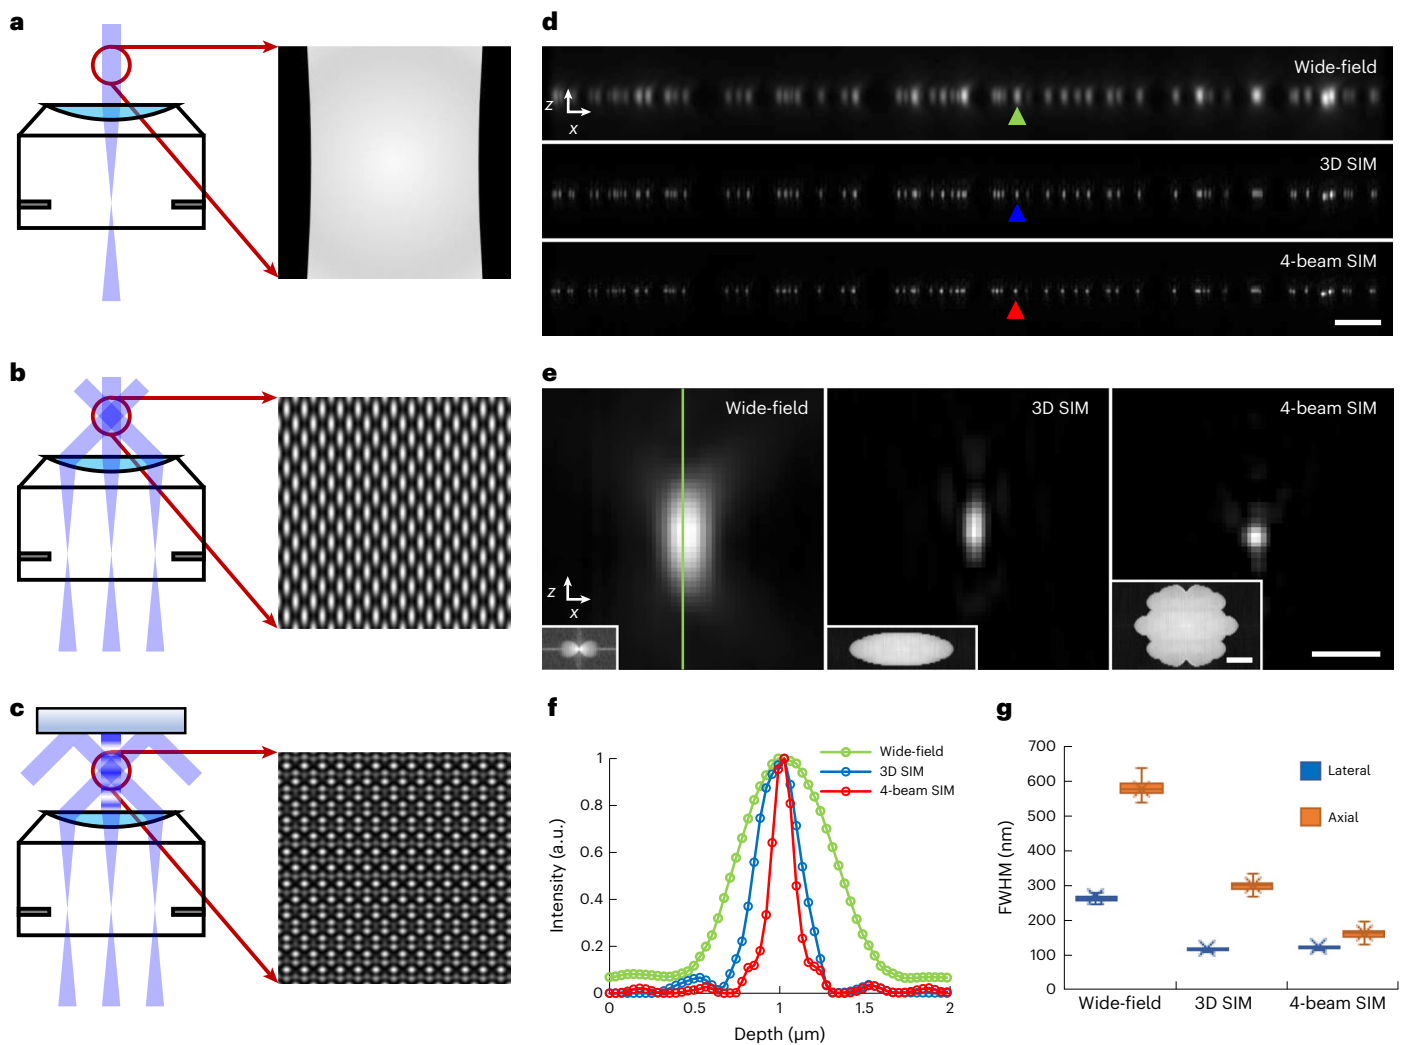 a
b
c
d
Wide-field
z
x
3D SIM
4-beam SIM
e
Wide-field
3D SIM
4-beam SIM
z
x
f
Wide-field
3D SIM
4-beam SIM
Intensity (a.u.)
1
0.8
0.6
0.4
0.2
0
0 0.5 1 1.5 2
Depth (µm)
g
Lateral
Axial
FWHM (nm)
700
600
500
400
300
200
100
0
Wide-field 3D SIM 4-beam SIM